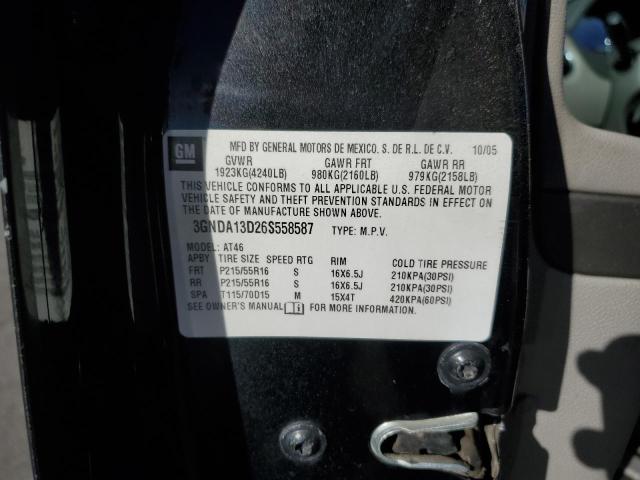 GM MFD BY GENERAL MOTORS DE MEXICO, S. DE R.L. DE C.V. 10/05
GVWR GAWR FRT GAWR RR
1923KG(4240LB) 980KG(2160LB) 979KG(2158LB)
THIS VEHICLE CONFORMS TO ALL APPLICABLE U.S. FEDERAL MOTOR
VEHICLE SAFETY AND THEFT PREVENTION STANDARDS IN EFFECT ON
THE DATE OF MANUFACTURE SHOWN ABOVE.
3GNDA13D26S558587 TYPE: M.P.V.
MODEL: AT46
APBY TIRE SIZE SPEED RTG RIM COLD TIRE PRESSURE
FRT P215/55R16 S 16X6.5J 210KPA(30PSI)
RR P215/55R16 S 16X6.5J 210KPA(30PSI)
SPA T115/70D15 M 15X4T 420KPA(60PSI)
SEE OWNER'S MANUAL FOR MORE INFORMATION.